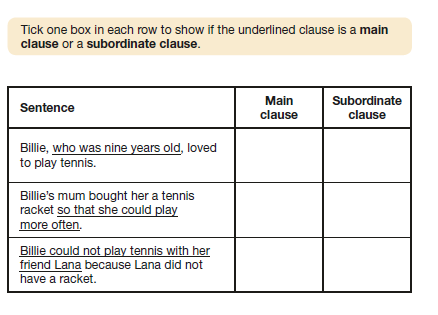 Tick one box in each row to show if the underlined clause is a main
clause or a subordinate clause.
Sentence
Main
clause
Subordinate
clause
Billie, who was nine years old, loved
to play tennis.
Billie's mum bought her a tennis
racket so that she could play
more often.
Billie could not play tennis with her
friend Lana because Lana did not
have a racket.